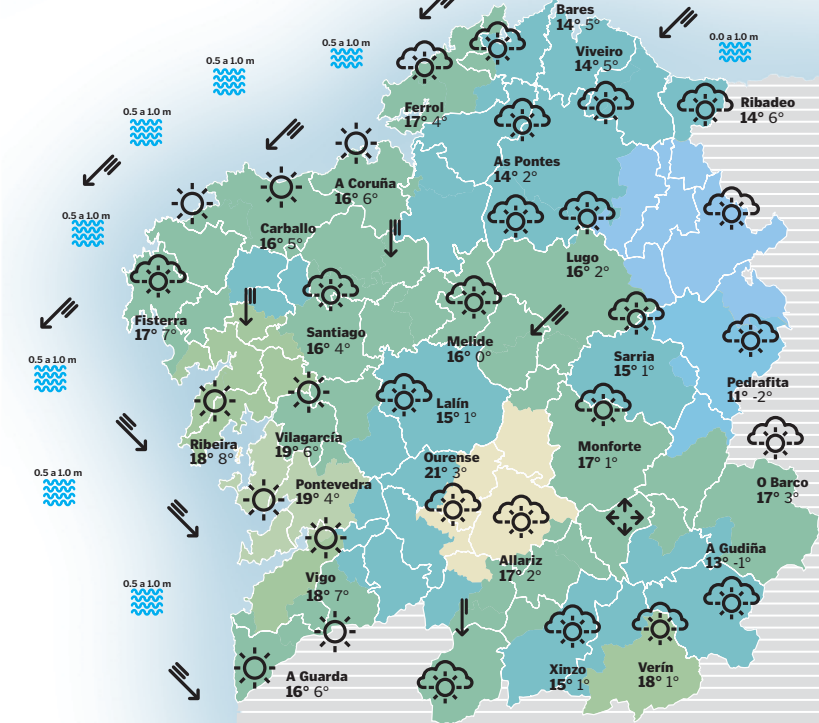 Bares
14° 5°
0.5 a 1.0 m
0.5 a 1.0 m
0.0 a 1.0 m
Viveiro
14° 5°
Ferrol
17° 4°
Ribadeo
14° 6°
0.5 a 1.0 m
As Pontes
14° 2°
A Coruña
16° 6°
0.5 a 1.0 m
Carballo
16° 5°
Lugo
16° 2°
Fisterra
17° 7°
Santiago
16° 4°
Melide
16° 0°
Sarria
15° 1°
0.5 a 1.0 m
Pedrafita
11° -2°
Lalín
15° 1°
Ribeira
18° 8°
Vilagarcía
19° 6°
Monforte
17° 1°
Ourense
21° 3°
0.5 a 1.0 m
Pontevedra
19° 4°
O Barco
17° 3°
A Gudiña
13° -1°
Allariz
17° 2°
0.5 a 1.0 m
Vigo
18° 7°
A Guarda
16° 6°
Xinzo
15° 1°
Verín
18° 1°